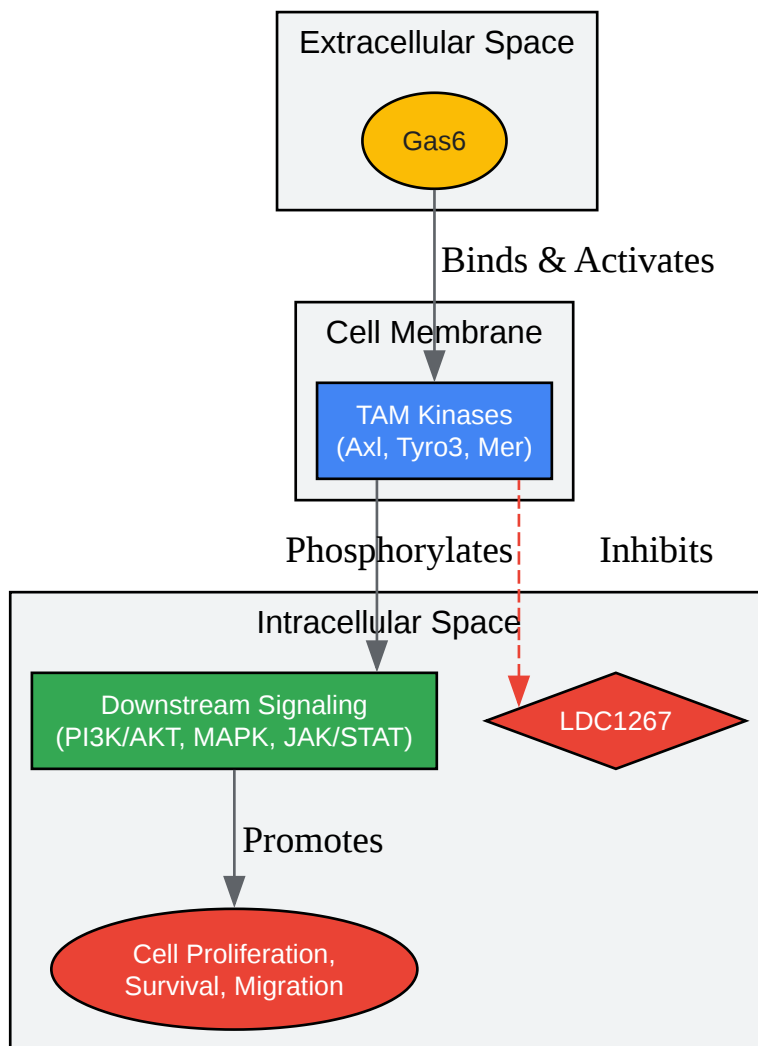 Extracellular Space
Gas6
Binds & Activates
Cell Membrane
TAM Kinases
(Axl, Tyro3, Mer)
Phosphorylates
Inhibits
Intracellular Space
Downstream Signaling
(PI3K/AKT, MAPK, JAK/STAT)
LDC1267
Promotes
Cell Proliferation,
Survival, Migration